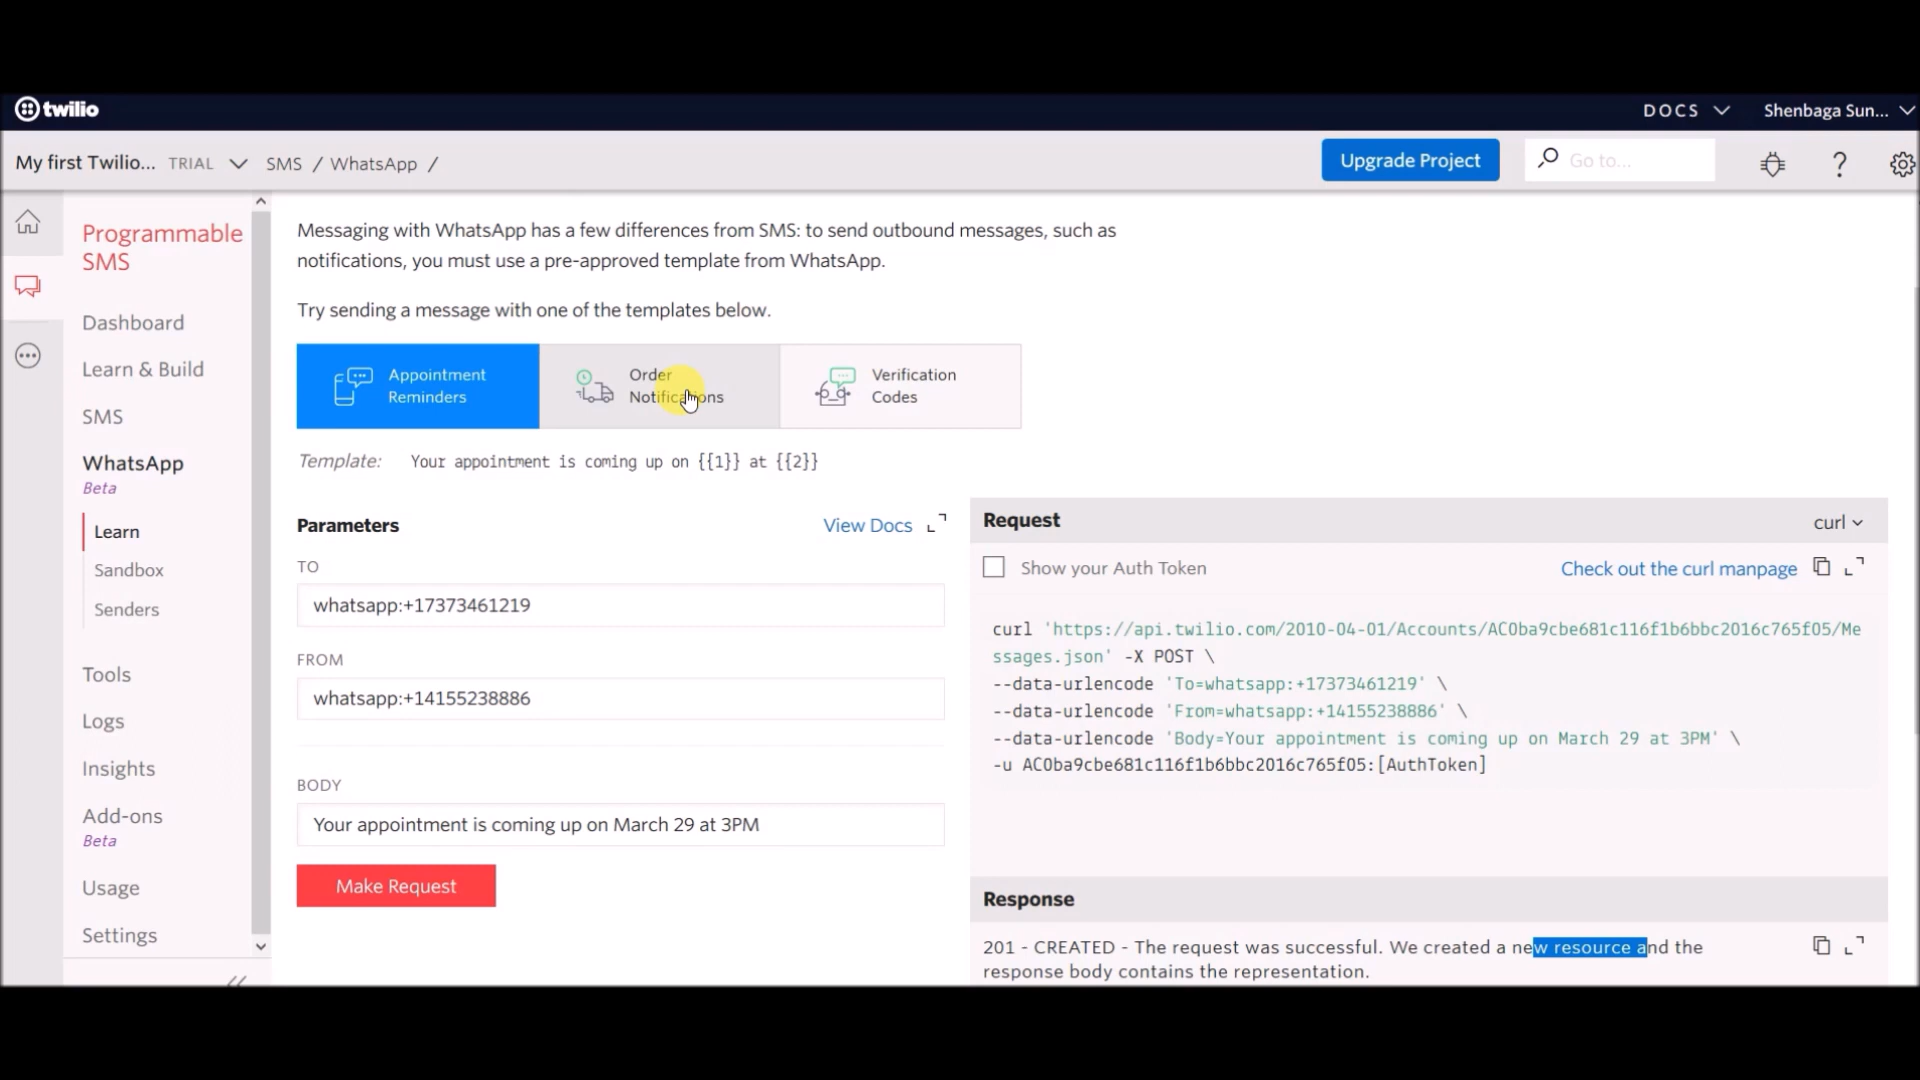 twilio
DOCS
Shenbaga Sun...
My first Twilio... TRIAL
SMS / WhatsApp /
Upgrade Project
Go to...
Programmable
SMS
Dashboard
Learn & Build
SMS
WhatsApp
Beta
Learn
Sandbox
Senders
Tools
Logs
Insights
Add-ons
Beta
Usage
Settings
Messaging with WhatsApp has a few differences from SMS: to send outbound messages, such as
notifications, you must use a pre-approved template from WhatsApp.
Try sending a message with one of the templates below.
Appointment
Reminders
Order
Notifications
Verification
Codes
Template: Your appointment is coming up on {{1}} at {{2}}
Parameters
View Docs
TO
whatsapp:+17373461219
FROM
whatsapp:+14155238886
BODY
Your appointment is coming up on March 29 at 3PM
Make Request
Request
curl
Show your Auth Token
Check out the curl manpage
curl 'https://api.twilio.com/2010-04-01/Accounts/AC0ba9cbe681c116f1b6bbc2016c765f05/Me
ssages.json' -X POST \
--data-urlencode 'To=whatsapp:+17373461219' \
--data-urlencode 'From=whatsapp:+14155238886' \
--data-urlencode 'Body=Your appointment is coming up on March 29 at 3PM' \
-u AC0ba9cbe681c116f1b6bbc2016c765f05:[AuthToken]
Response
201 - CREATED - The request was successful. We created a new resource and the
response body contains the representation.